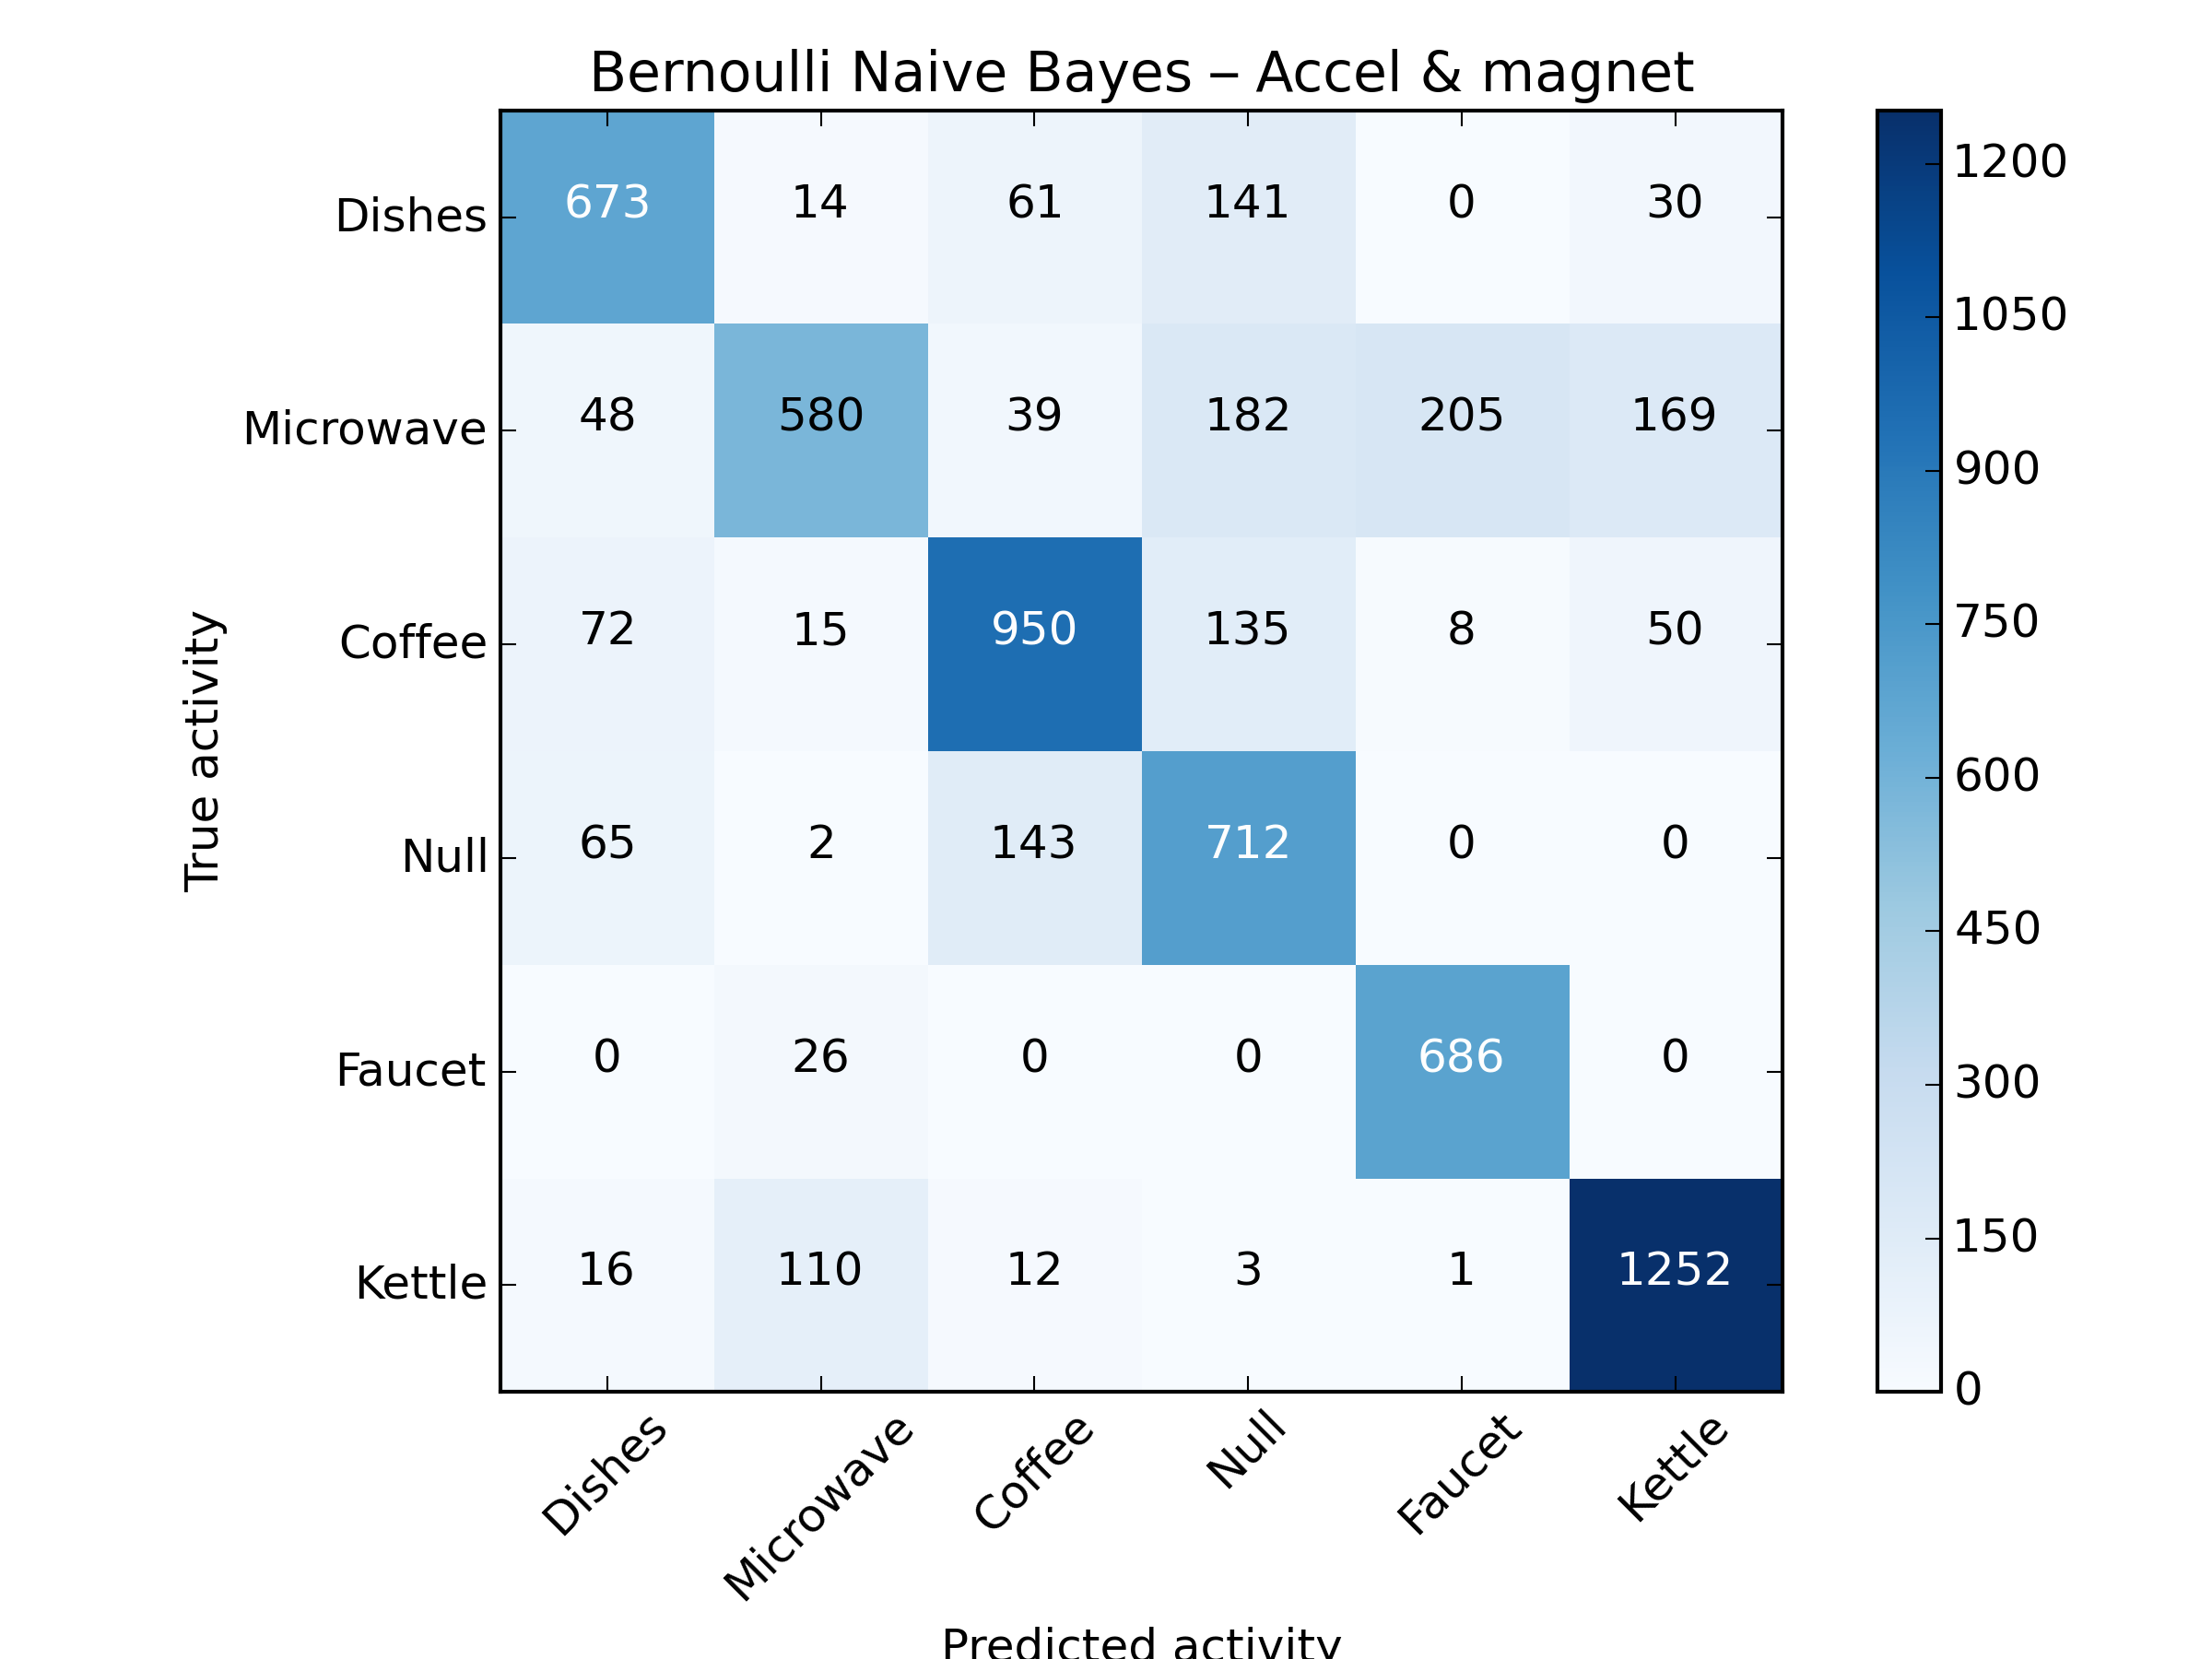 Bernoulli Naive Bayes – Accel & magnet
Dishes 673 14 61 141 0 30
Microwave 48 580 39 182 205 169
Coffee 72 15 950 135 8 50
Null 65 2 143 712 0 0
Faucet 0 26 0 0 686 0
Kettle 16 110 12 3 1 1252
True activity
Dishes Microwave Coffee Null Faucet Kettle
Predicted activity
1200
1050
900
750
600
450
300
150
0